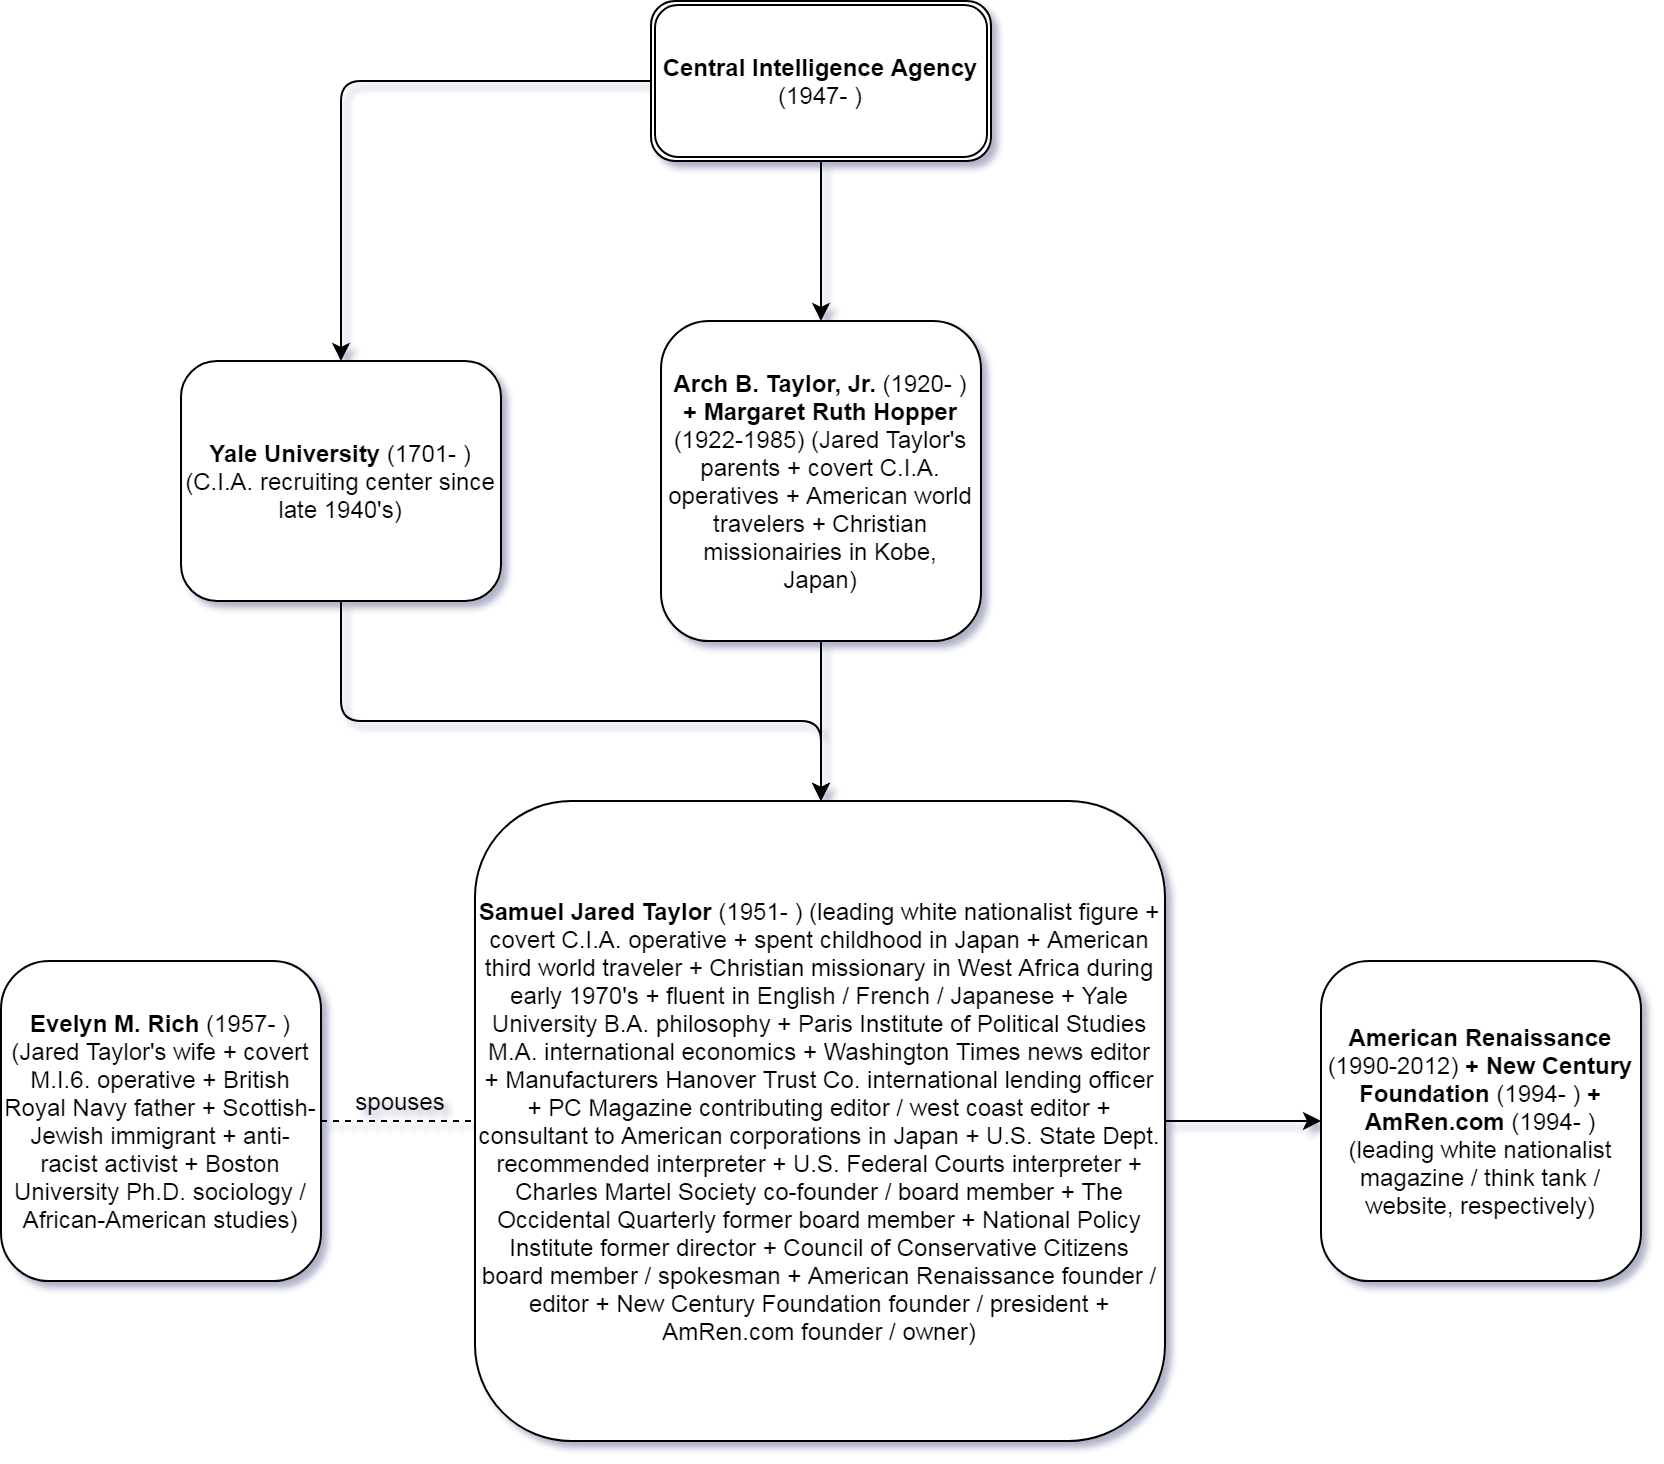 Central Intelligence Agency
(1947- )
Yale University (1701- )
(C.I.A. recruiting center since
late 1940's)
Arch B. Taylor, Jr. (1920- )
+ Margaret Ruth Hopper
(1922-1985) (Jared Taylor's
parents + covert C.I.A.
operatives + American world
travelers + Christian
missionairies in Kobe,
Japan)
Evelyn M. Rich (1957- )
(Jared Taylor's wife + covert
M.I.6. operative + British
Royal Navy father + Scottish-
Jewish immigrant + anti-
racist activist + Boston
University Ph.D. sociology /
African-American studies)
spouses
Samuel Jared Taylor (1951- ) (leading white nationalist figure +
covert C.I.A. operative + spent childhood in Japan + American
third world traveler + Christian missionary in West Africa during
early 1970's + fluent in English / French / Japanese + Yale
University B.A. philosophy + Paris Institute of Political Studies
M.A. international economics + Washington Times news editor
+ Manufacturers Hanover Trust Co. international lending officer
+ PC Magazine contributing editor / west coast editor +
consultant to American corporations in Japan + U.S. State Dept.
recommended interpreter + U.S. Federal Courts interpreter +
Charles Martel Society co-founder / board member + The
Occidental Quarterly former board member + National Policy
Institute former director + Council of Conservative Citizens
board member / spokesman + American Renaissance founder /
editor + New Century Foundation founder / president +
AmRen.com founder / owner)
American Renaissance
(1990-2012) + New Century
Foundation (1994- ) +
AmRen.com (1994- )
(leading white nationalist
magazine / think tank /
website, respectively)